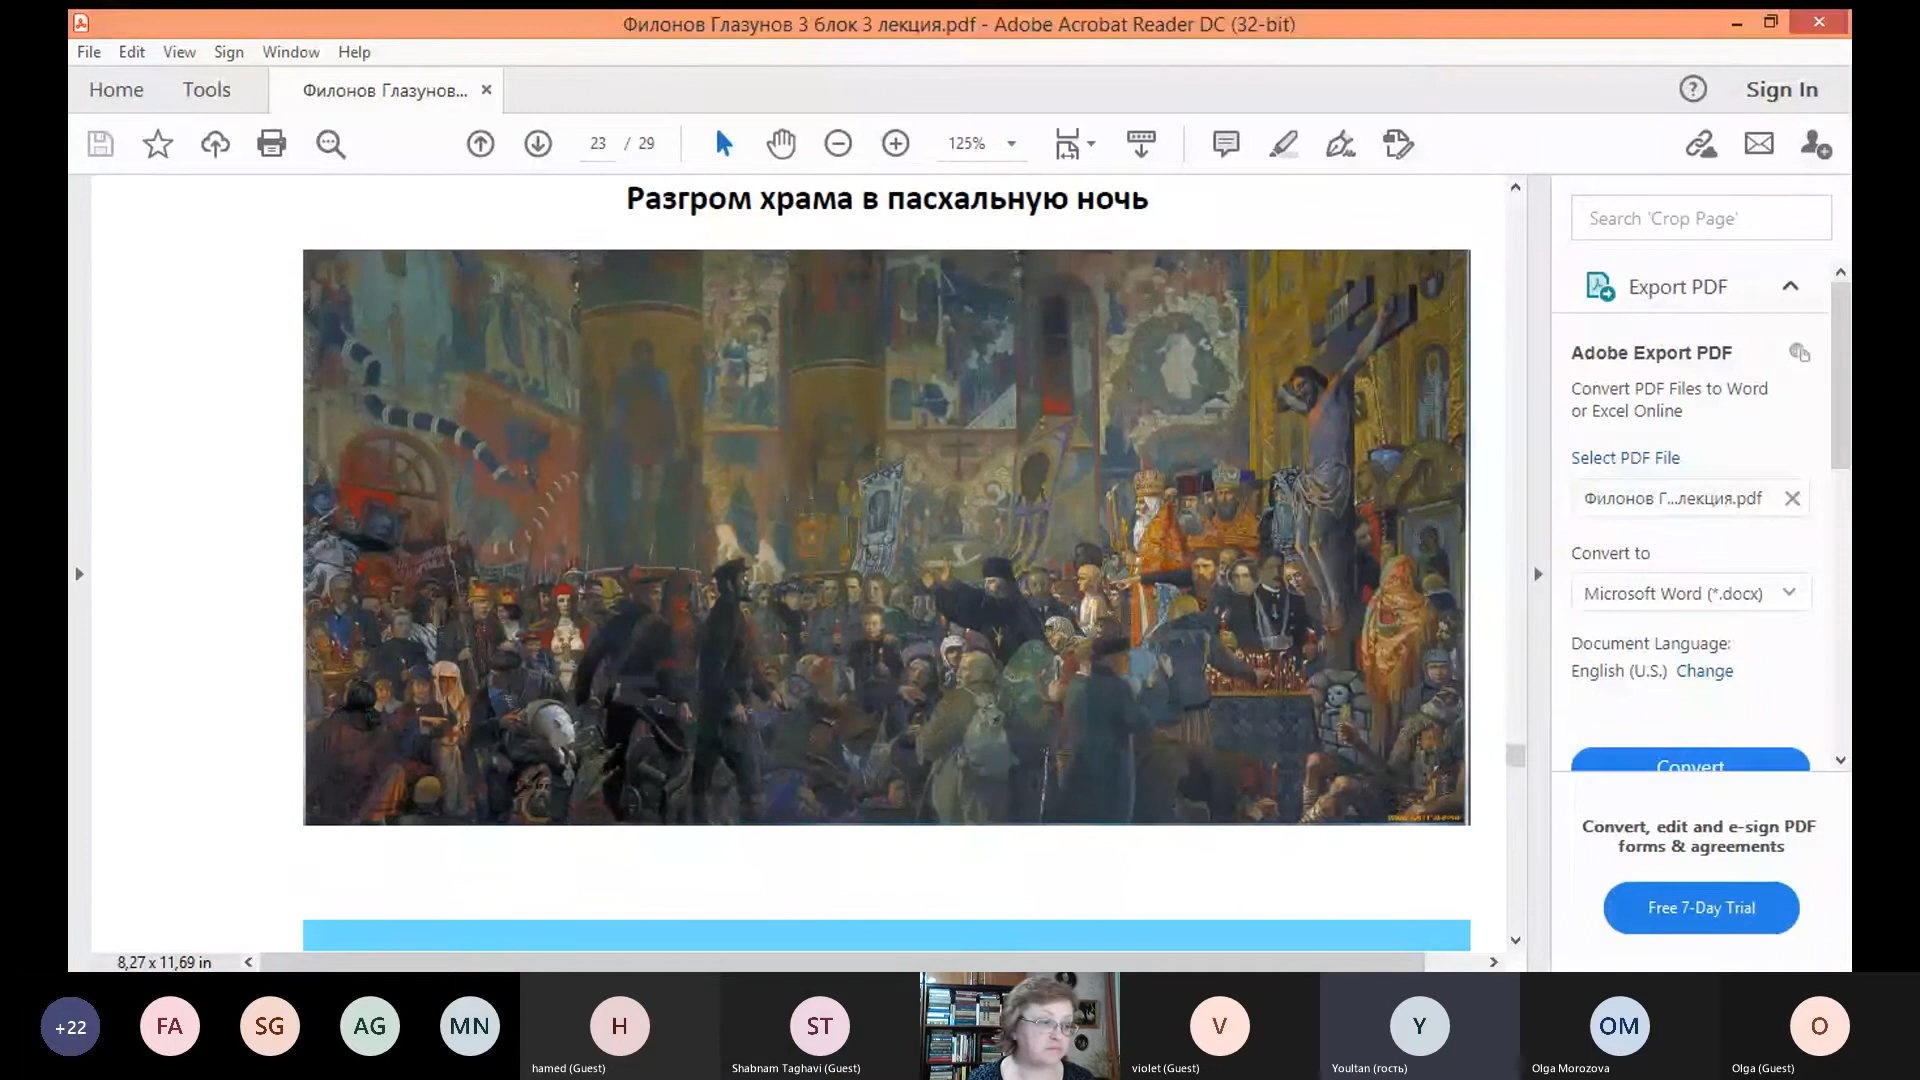 Филонов Глазунов 3 блок 3 лекция.pdf - Adobe Acrobat Reader DC (32-bit)
File Edit View Sign Window Help
Home Tools Филонов Глазунов... Sign In
23 / 29 125%
Разгром храма в пасхальную ночь
Search 'Crop Page'
Export PDF
Adobe Export PDF
Convert PDF Files to Word
or Excel Online
Select PDF File
Филонов Г...лекция.pdf
Convert to
Microsoft Word (*.docx)
Document Language:
English (U.S.) Change
Convert
Convert, edit and e-sign PDF
forms & agreements
Free 7-Day Trial
8,27 x 11,69 in
+22 FA SG AG MN H ST V Y OM O
hamed (Guest) Shabnam Taghavi (Guest) violet (Guest) Youltan (гость) Olga Morozova Olga (Guest)